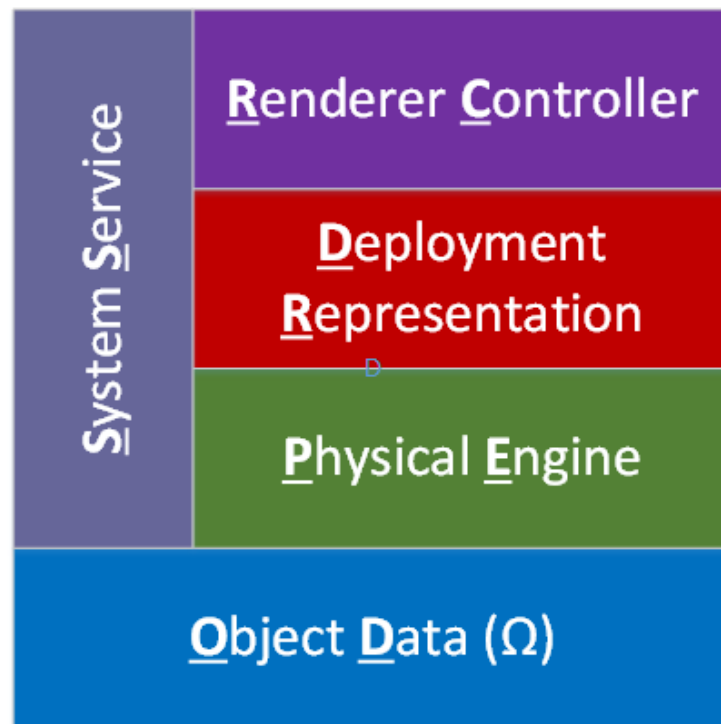 System Service
Renderer Controller
Deployment
Representation
D
Physical Engine
Object Data (Ω)